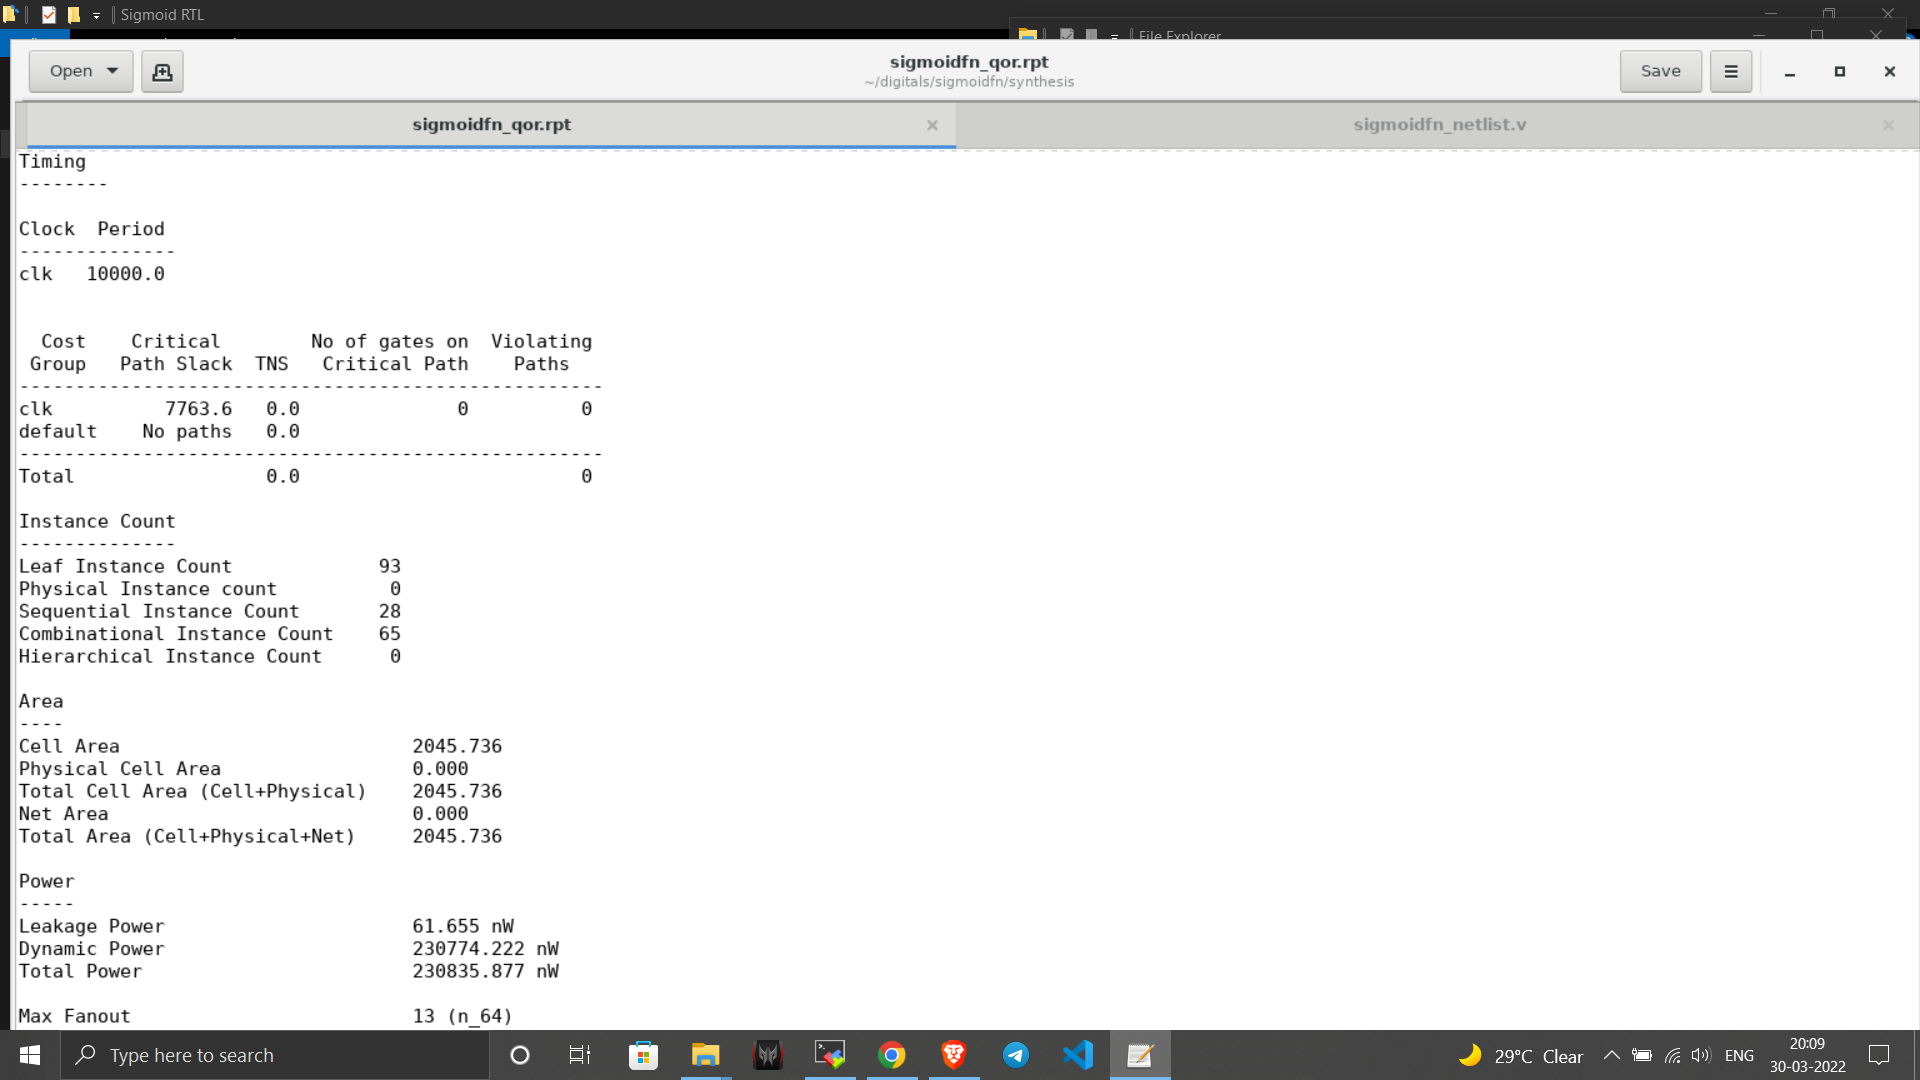 Sigmoid RTL
File Explorer
Open
sigmoidfn_qor.rpt
~/digitals/sigmoidfn/synthesis
Save
sigmoidfn_qor.rpt
sigmoidfn_netlist.v
Timing
--------
Clock  Period
--------------
clk   10000.0
  Cost    Critical        No of gates on  Violating
 Group   Path Slack  TNS   Critical Path    Paths
----------------------------------------------------
clk          7763.6   0.0              0          0
default    No paths   0.0
----------------------------------------------------
Total                 0.0                         0
Instance Count
--------------
Leaf Instance Count             93
Physical Instance count          0
Sequential Instance Count       28
Combinational Instance Count    65
Hierarchical Instance Count      0
Area
----
Cell Area                          2045.736
Physical Cell Area                 0.000
Total Cell Area (Cell+Physical)    2045.736
Net Area                           0.000
Total Area (Cell+Physical+Net)     2045.736
Power
-----
Leakage Power                      61.655 nW
Dynamic Power                      230774.222 nW
Total Power                        230835.877 nW
Max Fanout                         13 (n_64)
Type here to search
29°C Clear
ENG
20:09
30-03-2022